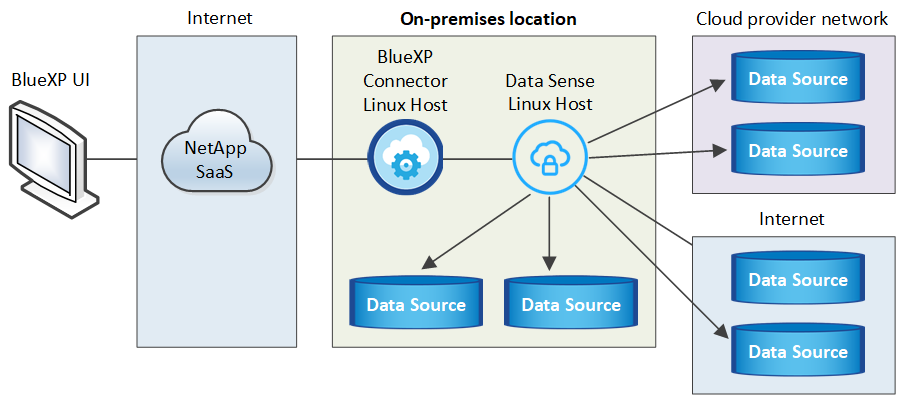 BlueXP UI
Internet
NetApp
SaaS
On-premises location
BlueXP
Connector
Linux Host
Data Sense
Linux Host
Data Source
Data Source
Cloud provider network
Data Source
Data Source
Internet
Data Source
Data Source